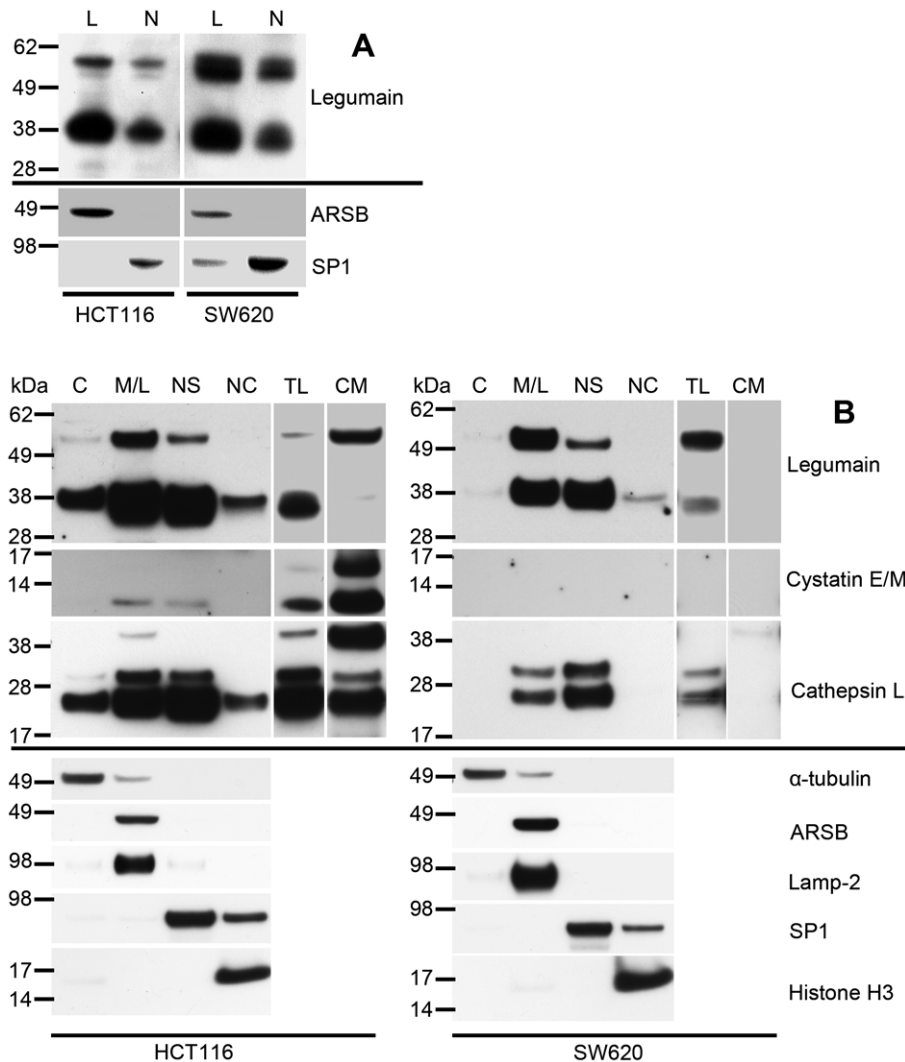 L N L N
A
62
49
38
28
Legumain
49
ARSB
98
SP1
HCT116 SW620
kDa C M/L NS NC TL CM kDa C M/L NS NC TL CM
B
62 62
49 49
Legumain
38 38
28 28
17 17
14 14
Cystatin E/M
38 38
28 28
Cathepsin L
17 17
49 49
α-tubulin
49 49
ARSB
98 98
Lamp-2
98 98
SP1
17 17
14 14
Histone H3
HCT116 SW620